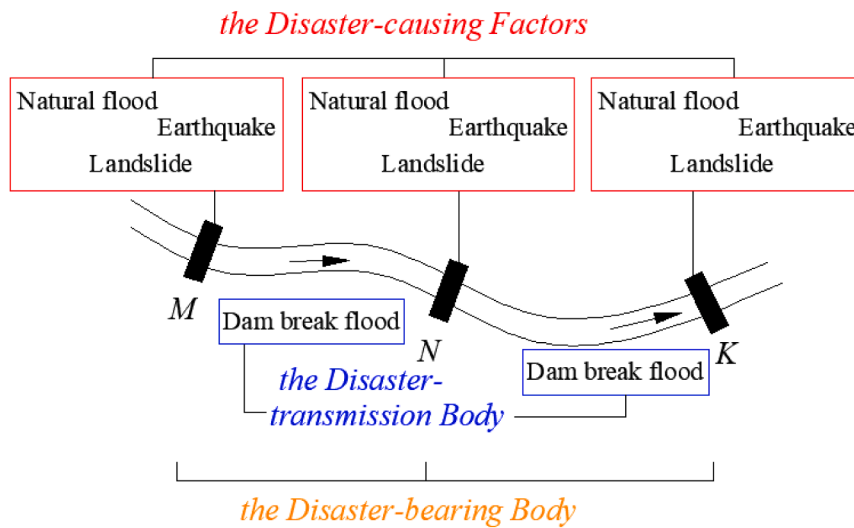 the Disaster-causing Factors
Natural flood
Earthquake
Landslide
Natural flood
Earthquake
Landslide
Natural flood
Earthquake
Landslide
M
N
K
Dam break flood
Dam break flood
the Disaster-
transmission Body
the Disaster-bearing Body